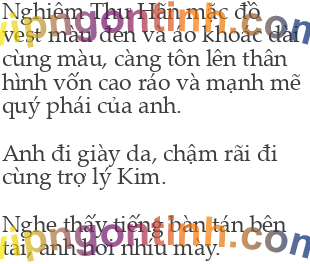 Nghiêm Thư Hàn mặc đồ
vest màu đen và áo khoác dài
cùng màu, càng tôn lên thân
hình vốn cao ráo và mạnh mẽ
quý phái của anh.
Anh đi giày da, chậm rãi đi
cùng trợ lý Kim.
Nghe thấy tiếng bàn tán bên
tai, anh hơi nhíu mày.